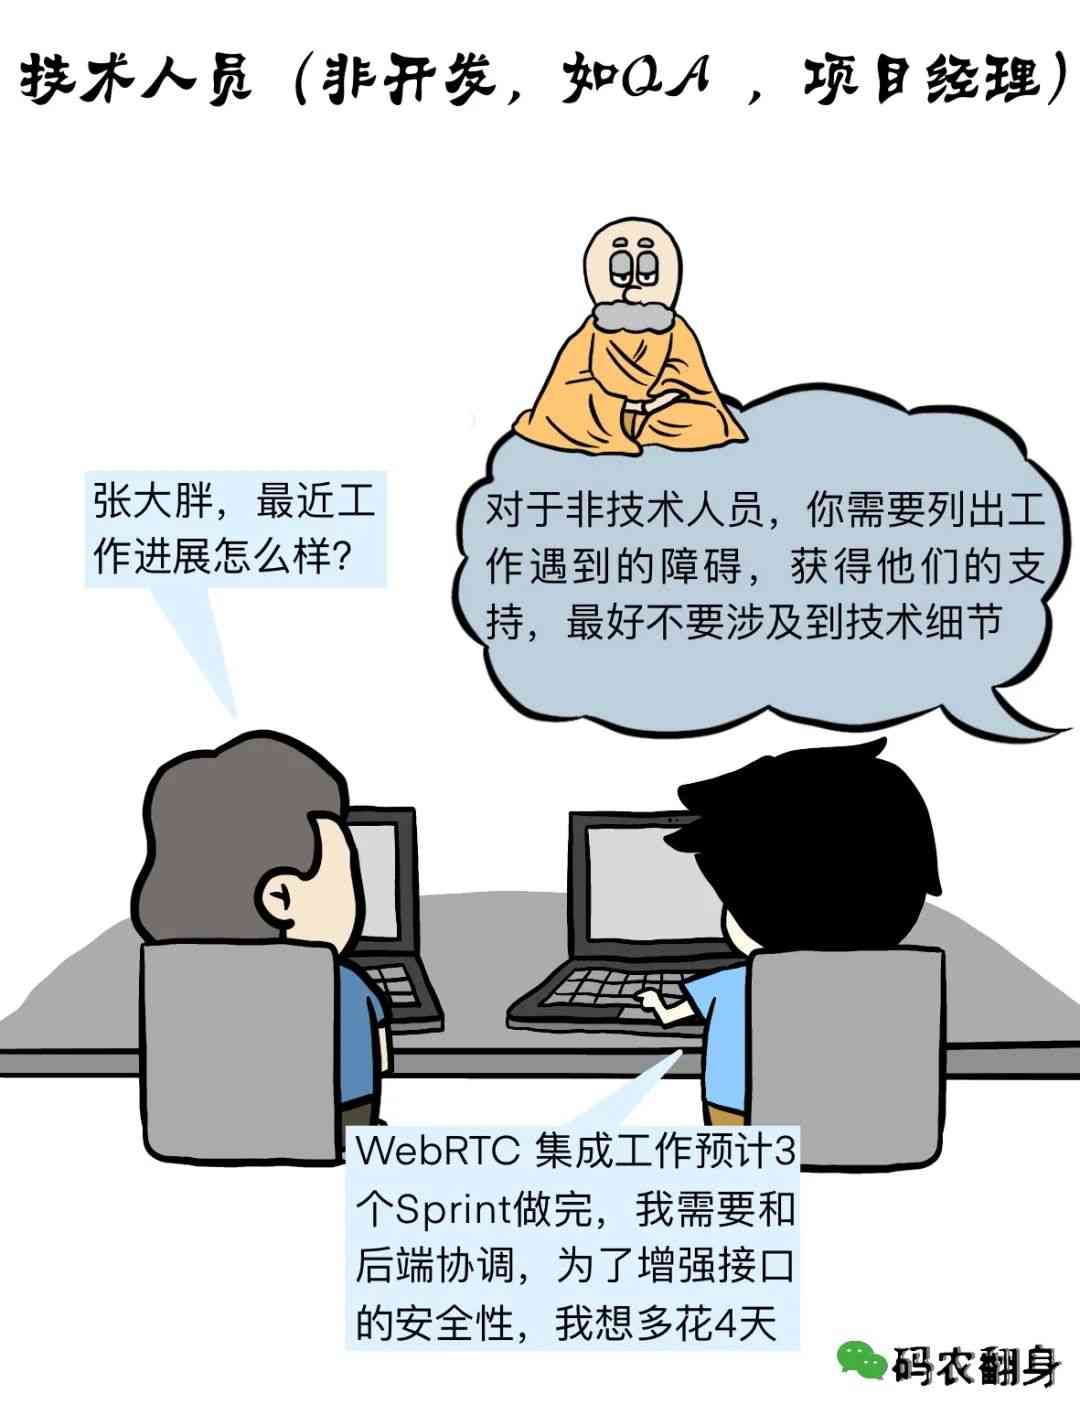 技术人员（非开发，如QA ，项目经理）
张大胖，最近工
作进展怎么样？
对于非技术人员，你需要列出工
作遇到的障碍，获得他们的支
持，最好不要涉及到技术细节
WebRTC 集成工作预计3
个Sprint做完，我需要和
后端协调，为了增强接口
的安全性，我想多花4天
码农翻身